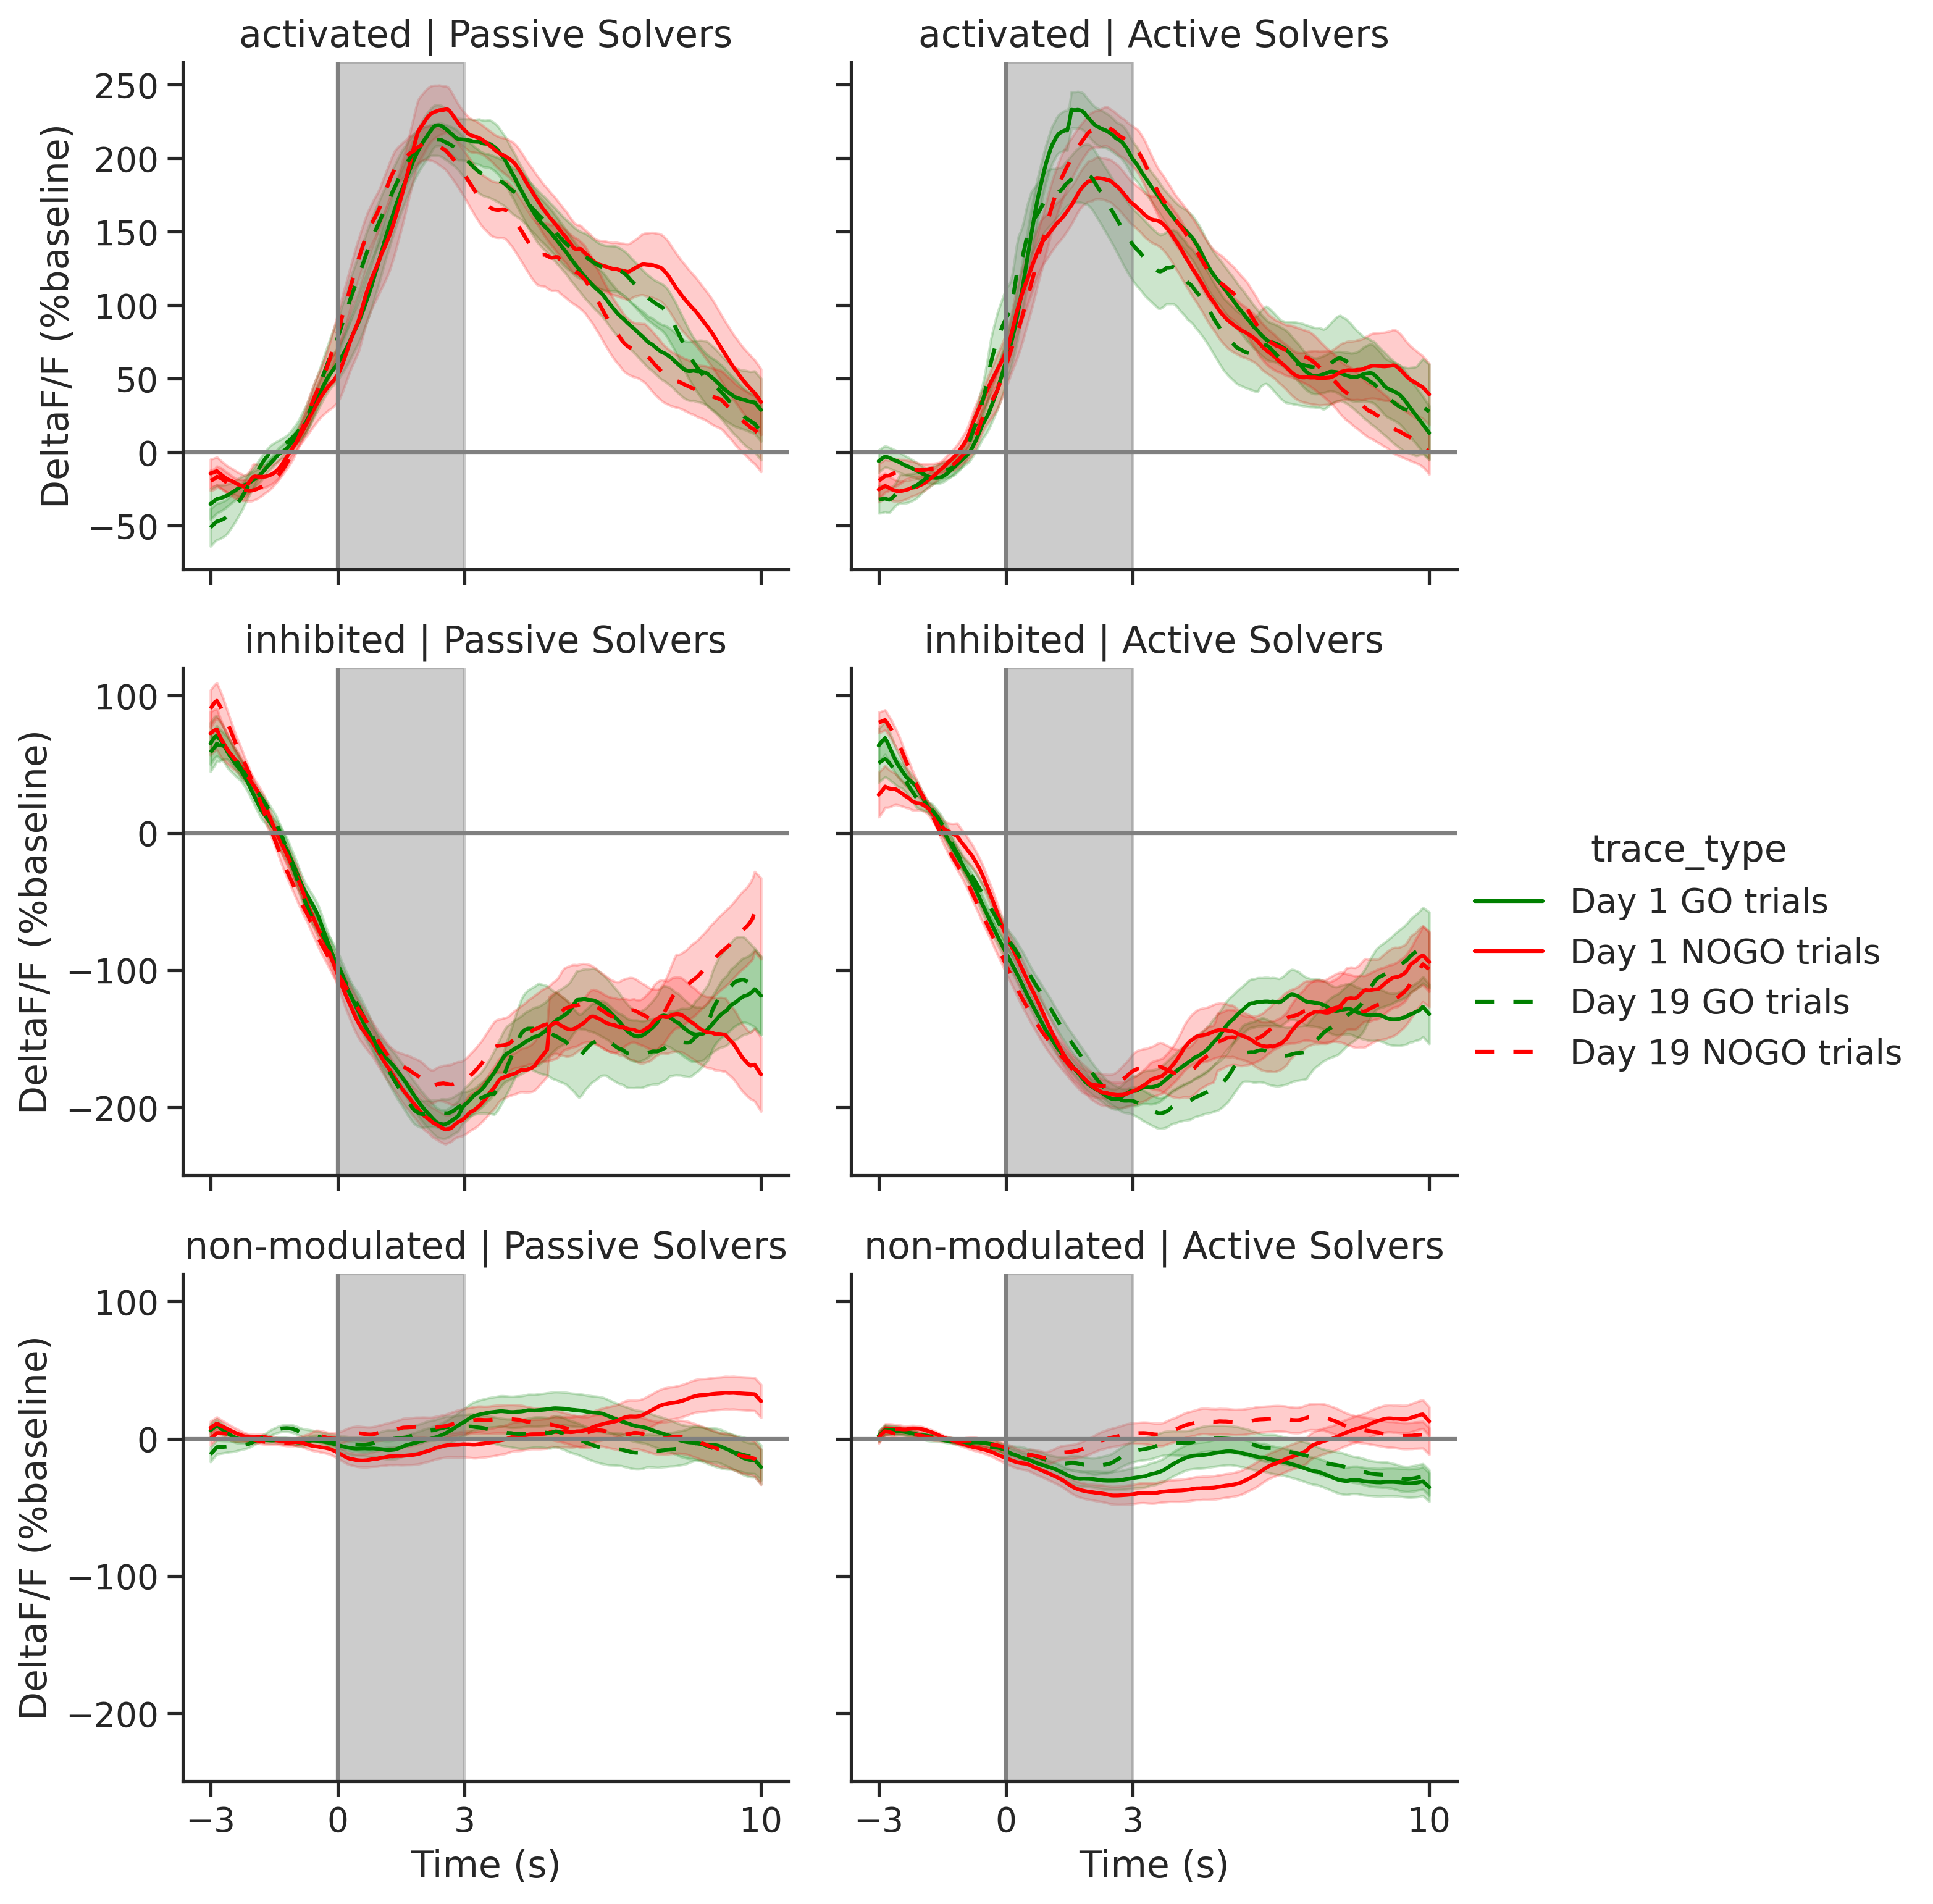 activated | Passive Solvers
activated | Active Solvers
DeltaF/F (%baseline)
250
200
150
100
50
0
−50
inhibited | Passive Solvers
inhibited | Active Solvers
DeltaF/F (%baseline)
100
0
−100
−200
trace_type
Day 1 GO trials
Day 1 NOGO trials
Day 19 GO trials
Day 19 NOGO trials
non-modulated | Passive Solvers
non-modulated | Active Solvers
DeltaF/F (%baseline)
100
0
−100
−200
−3 0 3 10
−3 0 3 10
Time (s)
Time (s)